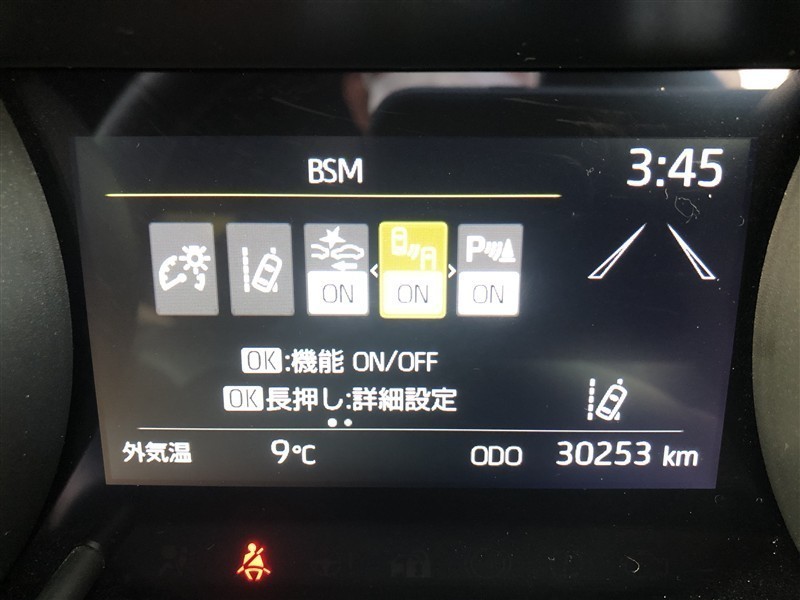 BSM
3:45
P
ON ON ON
OK:機能 ON/OFF
OK長押し:詳細設定
外気温 9℃ ODO 30253 km